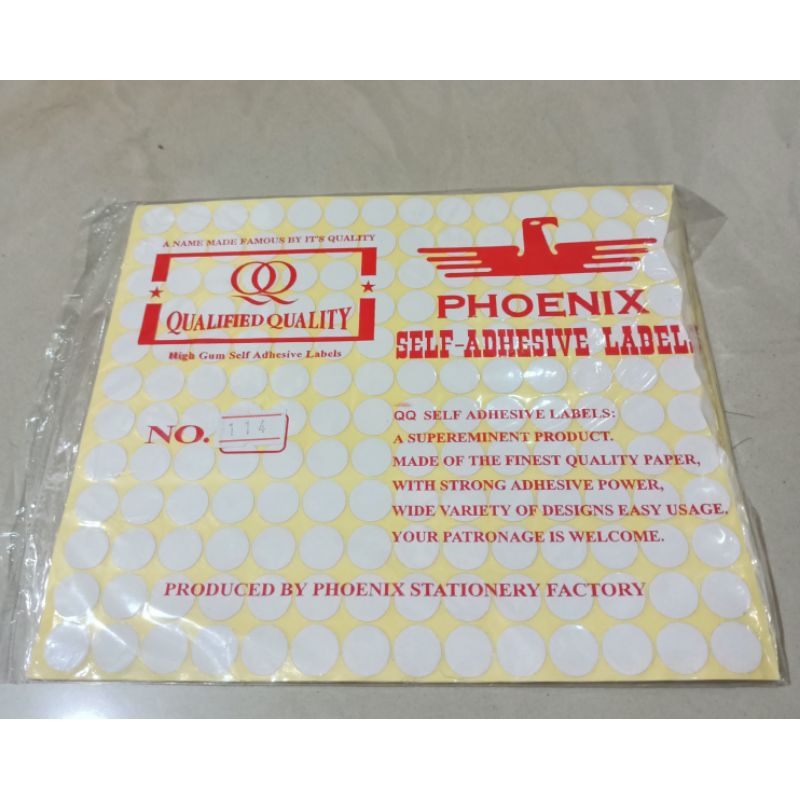 A NAME MADE FAMOUS BY IT'S QUALITY
QQ
QUALIFIED QUALITY
High Gum Self Adhesive Labels
PHOENIX
SELF-ADHESIVE LABELS
NO. 114
QQ SELF ADHESIVE LABELS:
A SUPEREMINENT PRODUCT.
MADE OF THE FINEST QUALITY PAPER,
WITH STRONG ADHESIVE POWER,
WIDE VARIETY OF DESIGNS EASY USAGE.
YOUR PATRONAGE IS WELCOME.
PRODUCED BY PHOENIX STATIONERY FACTORY